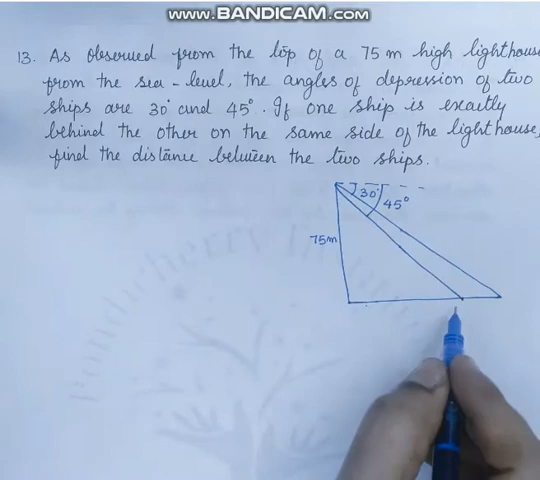 www.BANDICAM.com
13. As observed from the top of a 75 m high lighthouse
from the sea-level, the angles of depression of two
ships are 30° and 45°. If one ship is exactly
behind the other on the same side of the lighthouse,
find the distance between the two ships.
30°
45°
75m